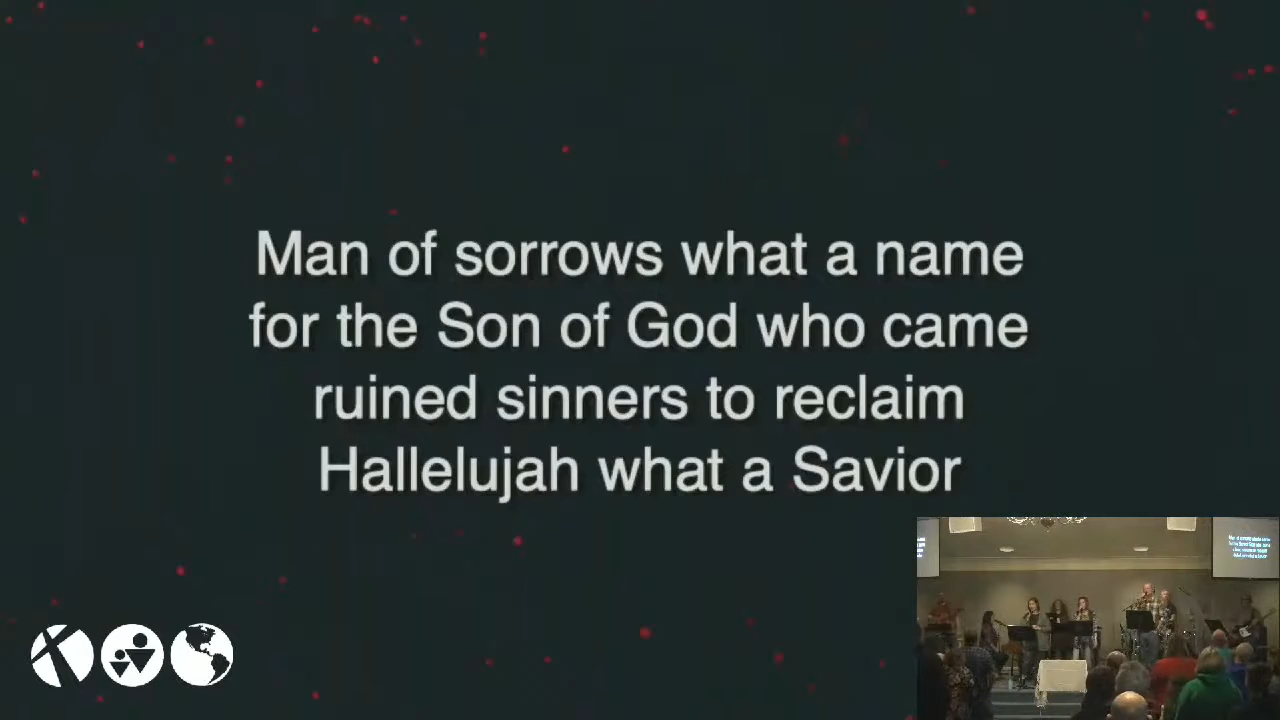 Man of sorrows what a name
for the Son of God who came
ruined sinners to reclaim
Hallelujah what a Savior